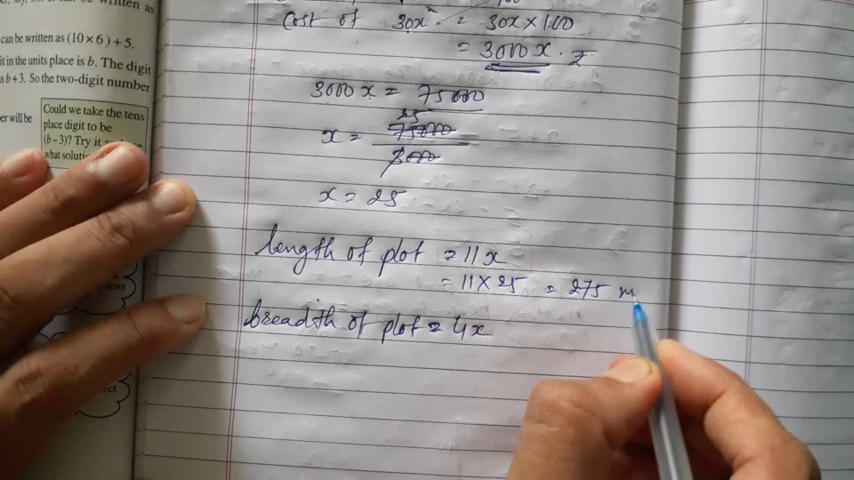 can be written as (10 × 6) + 5.
it in the units place is b. The digit
s b + 3. So the two-digit number
er will be
Could we take the tens
place digit to be
(b – 3)? Try it
what solution
Cost of 30x = 30x × 100
= 3000x . ₹
3000 x = 75000
25
x = 75000
3000
x = 25
length of plot = 11x
= 11 × 25 = 275 m
breadth of plot = 4x